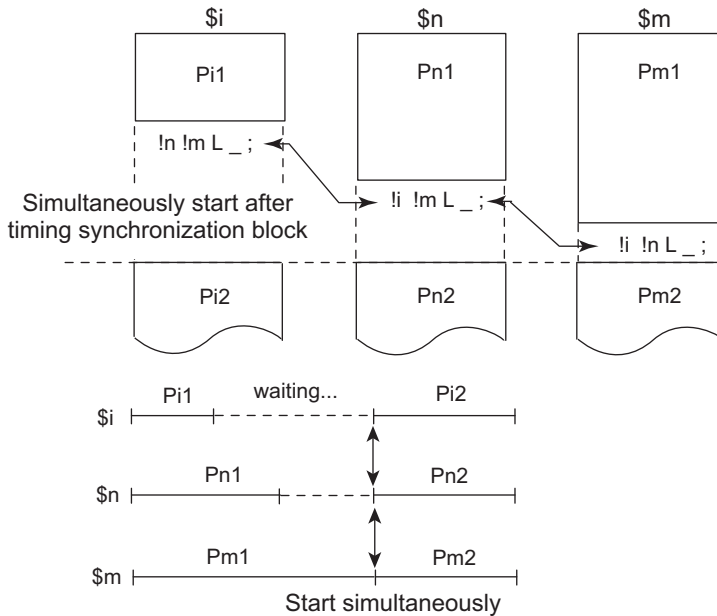 $i $n $m
Pi1 Pn1 Pm1
!n !m L _ ;
!i !m L _ ;
!i !n L _ ;
Simultaneously start after
timing synchronization block
Pi2 Pn2 Pm2
Pi1 waiting... Pi2
$i
Pn1 Pn2
$n
Pm1 Pm2
$m
Start simultaneously